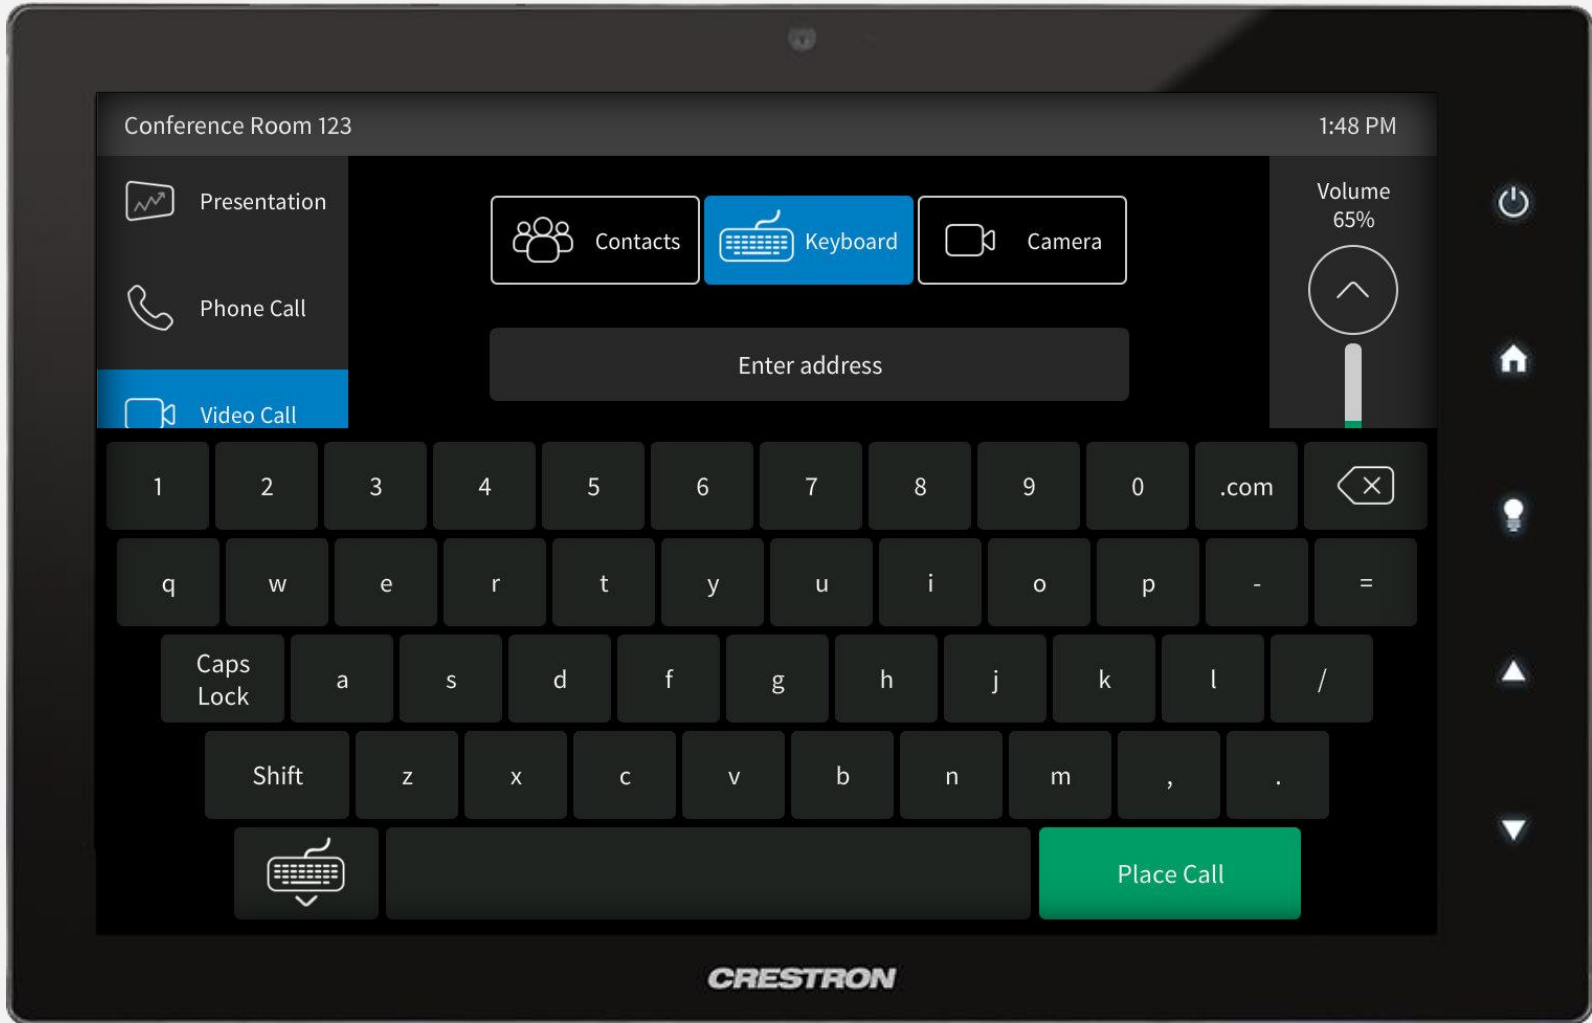 Conference Room 123
1:48 PM
Presentation
Phone Call
Video Call
Contacts
Keyboard
Camera
Enter address
Volume
65%
1 2 3 4 5 6 7 8 9 0 .com
q w e r t y u i o p - =
Caps
Lock
a s d f g h j k l /
Shift z x c v b n m , .
Place Call
CRESTRON